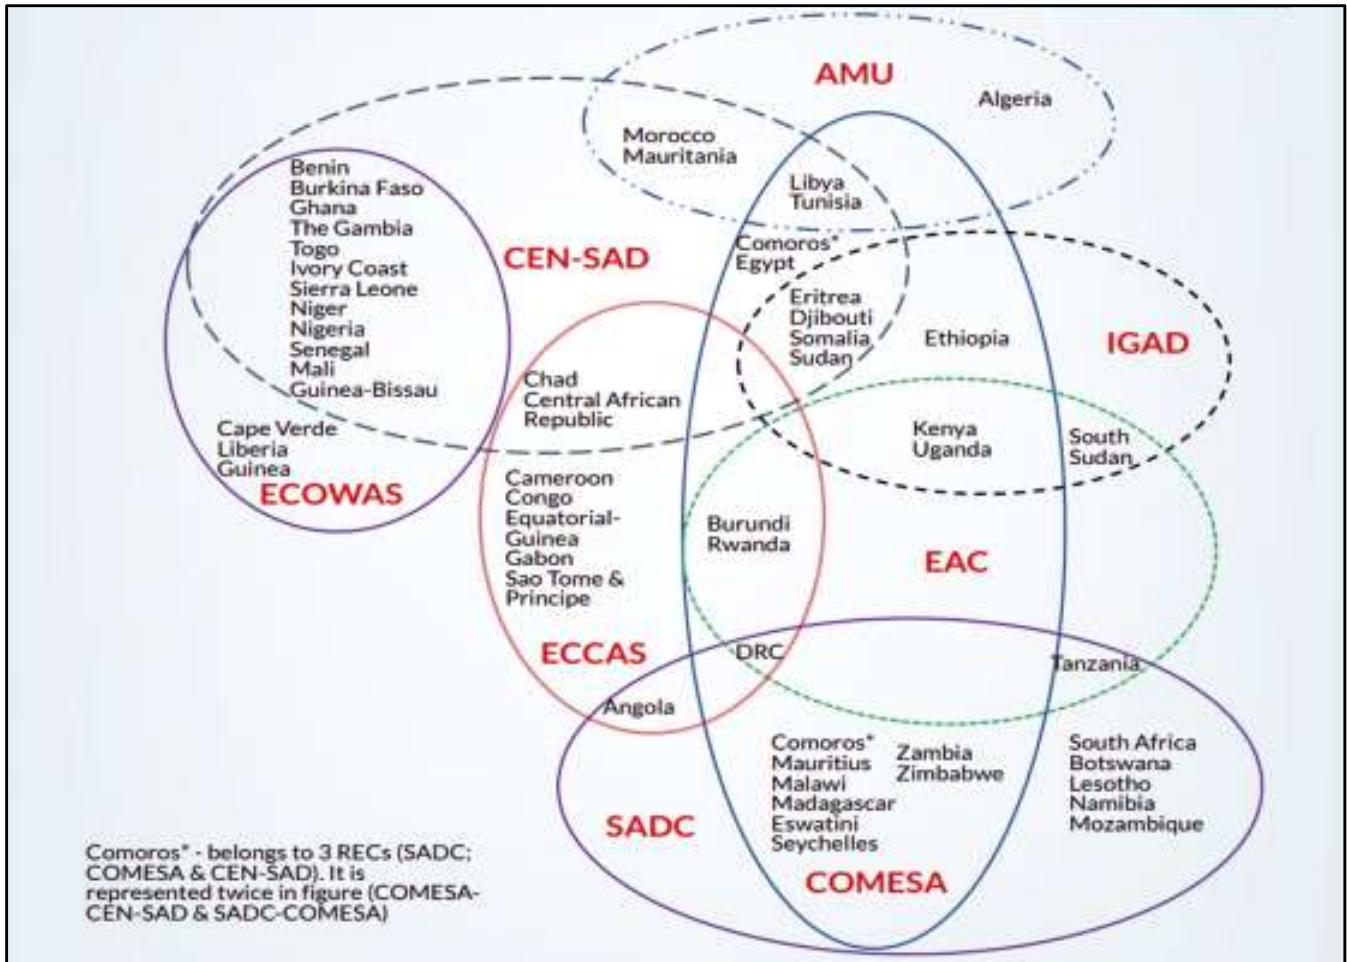 AMU
Algeria
Morocco
Mauritania
Libya
Tunisia
Benin
Burkina Faso
Ghana
The Gambia
Togo
Ivory Coast
Sierra Leone
Niger
Nigeria
Senegal
Mali
Guinea-Bissau
CEN-SAD
Comoros*
Egypt
Eritrea
Djibouti
Somalia
Sudan
Ethiopia
IGAD
Chad
Central African
Republic
Cape Verde
Liberia
Guinea
ECOWAS
Kenya
Uganda
South
Sudan
Cameroon
Congo
Equatorial-
Guinea
Gabon
Sao Tome &
Principe
Burundi
Rwanda
EAC
ECCAS
DRC
Tanzania
Angola
Comoros*
Mauritius
Malawi
Madagascar
Eswatini
Seychelles
Zambia
Zimbabwe
South Africa
Botswana
Lesotho
Namibia
Mozambique
SADC
COMESA
Comoros* - belongs to 3 RECs (SADC;
COMESA & CEN-SAD). It is
represented twice in figure (COMESA-
CEN-SAD & SADC-COMESA)